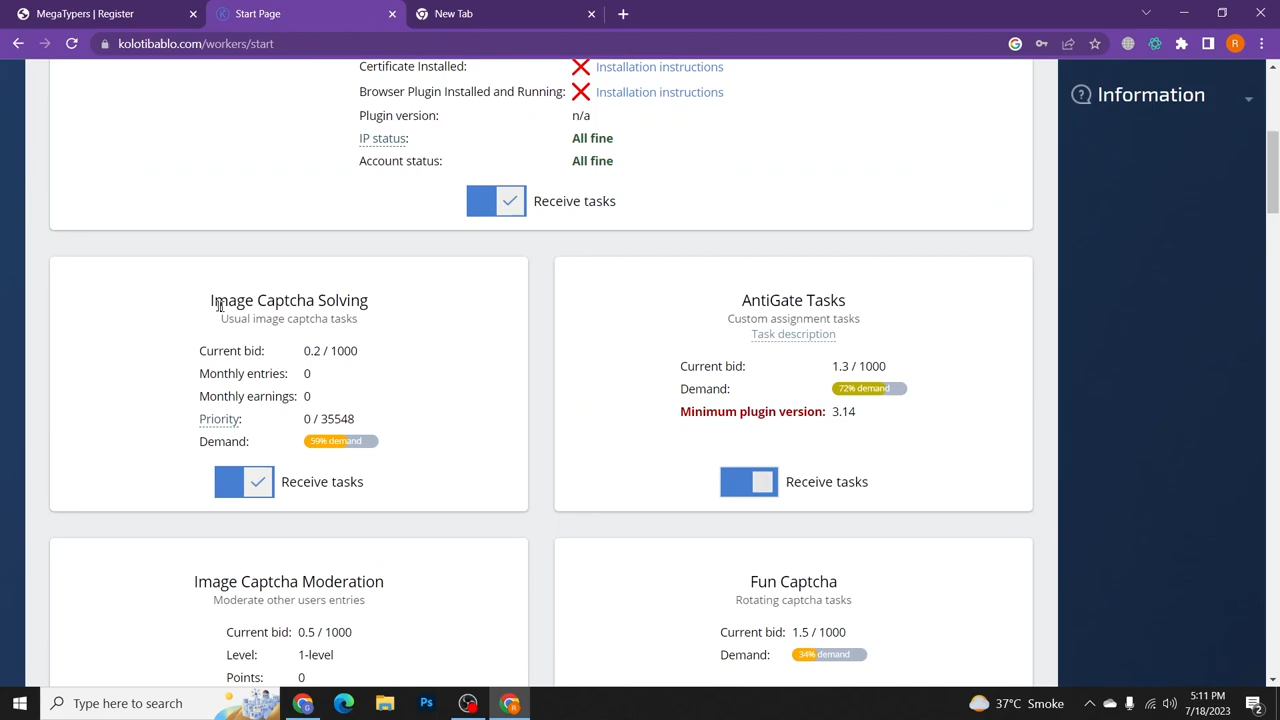 MegaTypers | Register
Start Page
New Tab
kolotibablo.com/workers/start
Certificate Installed: Installation instructions
Browser Plugin Installed and Running: Installation instructions
Plugin version: n/a
IP status: All fine
Account status: All fine
Receive tasks
Information
Image Captcha Solving
Usual image captcha tasks
Current bid: 0.2 / 1000
Monthly entries: 0
Monthly earnings: 0
Priority: 0 / 35548
Demand: 59% demand
Receive tasks
AntiGate Tasks
Custom assignment tasks
Task description
Current bid: 1.3 / 1000
Demand: 72% demand
Minimum plugin version: 3.14
Receive tasks
Image Captcha Moderation
Moderate other users entries
Current bid: 0.5 / 1000
Level: 1-level
Points: 0
Fun Captcha
Rotating captcha tasks
Current bid: 1.5 / 1000
Demand: 34% demand
Type here to search
Ps
37°C Smoke
5:11 PM
7/18/2023
2